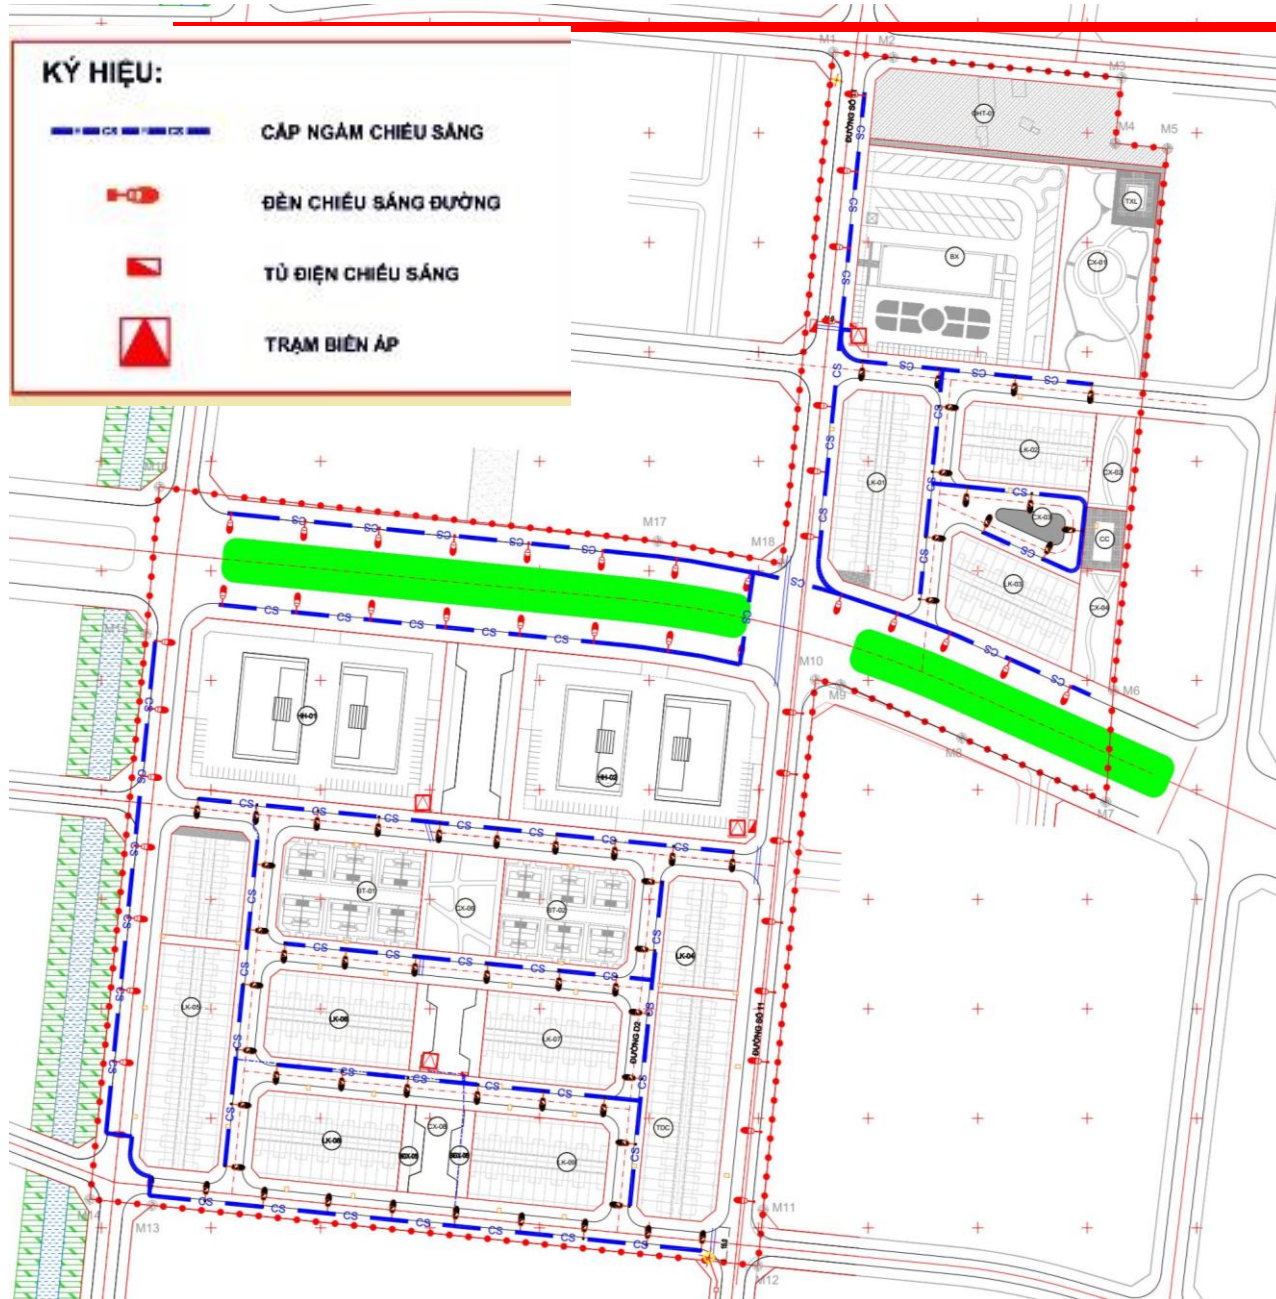 KÝ HIỆU:
CÁP NGẦM CHIẾU SÁNG
ĐÈN CHIẾU SÁNG ĐƯỜNG
TỦ ĐIỆN CHIẾU SÁNG
TRẠM BIẾN ÁP
M1
M2
M3
M4
M5
ĐƯỜNG SỐ 11
TXL
BX
CX-01
LK-01
LK-02
CX-02
CX-03
CC
LK-03
CX-04
M17
M18
M10
M9
M6
M8
M7
HH-01
HH-02
BT-01
BT-02
CX-05
LK-04
LK-05
LK-06
LK-07
ĐƯỜNG D2
ĐƯỜNG SỐ 11
TDC
LK-08
LK-09
M14
M13
M11
M12
CS